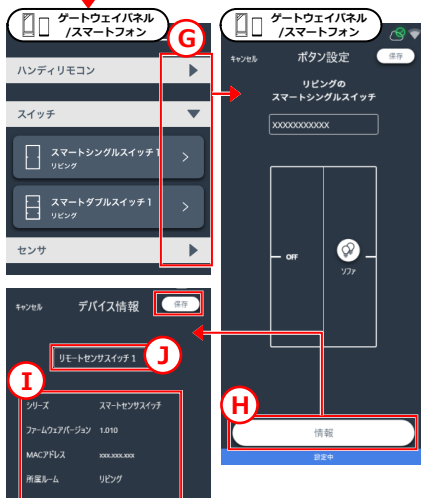 ゲートウェイパネル
/スマートフォン
G
ハンディリモコン
スイッチ
スマートシングルスイッチ1
リビング
スマートダブルスイッチ1
リビング
センサ
ゲートウェイパネル
/スマートフォン
キャンセル
ボタン設定
保存
リビングの
スマートシングルスイッチ
XXXXXXXXXXX
OFF
ソファ
H
情報
設定中
キャンセル
デバイス情報
保存
リモートセンサスイッチ 1
J
I
シリーズ
スマートセンサスイッチ
ファームウェアバージョン
1.010
MACアドレス
xxx.xxx.xxx
所属ルーム
リビング